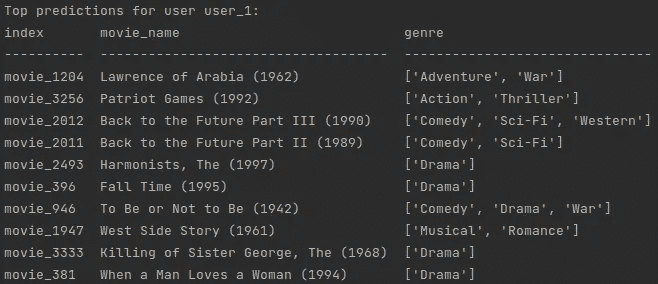 Top predictions for user user_1:
index       movie_name                            genre
----------  ------------------------------------  -------------------------------
movie_1204  Lawrence of Arabia (1962)             ['Adventure', 'War']
movie_3256  Patriot Games (1992)                  ['Action', 'Thriller']
movie_2012  Back to the Future Part III (1990)    ['Comedy', 'Sci-Fi', 'Western']
movie_2011  Back to the Future Part II (1989)     ['Comedy', 'Sci-Fi']
movie_2493  Harmonists, The (1997)                ['Drama']
movie_396   Fall Time (1995)                      ['Drama']
movie_946   To Be or Not to Be (1942)             ['Comedy', 'Drama', 'War']
movie_1947  West Side Story (1961)                ['Musical', 'Romance']
movie_3333  Killing of Sister George, The (1968)  ['Drama']
movie_381   When a Man Loves a Woman (1994)       ['Drama']